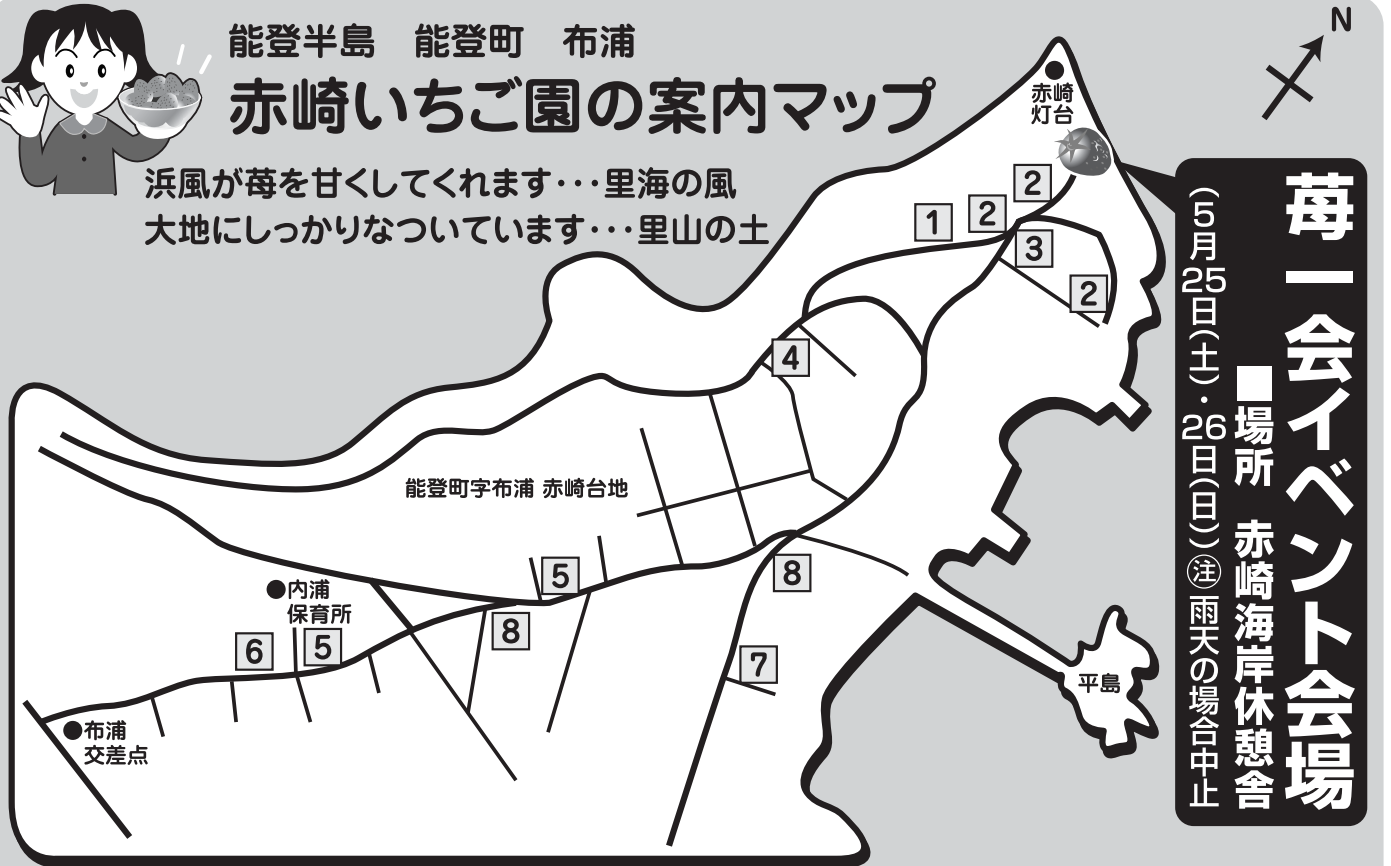 能登半島　能登町　布浦
赤崎いちご園の案内マップ
浜風が苺を甘くしてくれます･･･里海の風
大地にしっかりなついています･･･里山の土
N
赤崎
灯台
苺一会イベント会場
■場所　赤崎海岸休憩舎
（5月25日（土）・26日（日））㊟雨天の場合中止
2
2
1
3
2
4
能登町字布浦 赤崎台地
5
8
内浦
保育所
8
6
5
7
平島
布浦
交差点